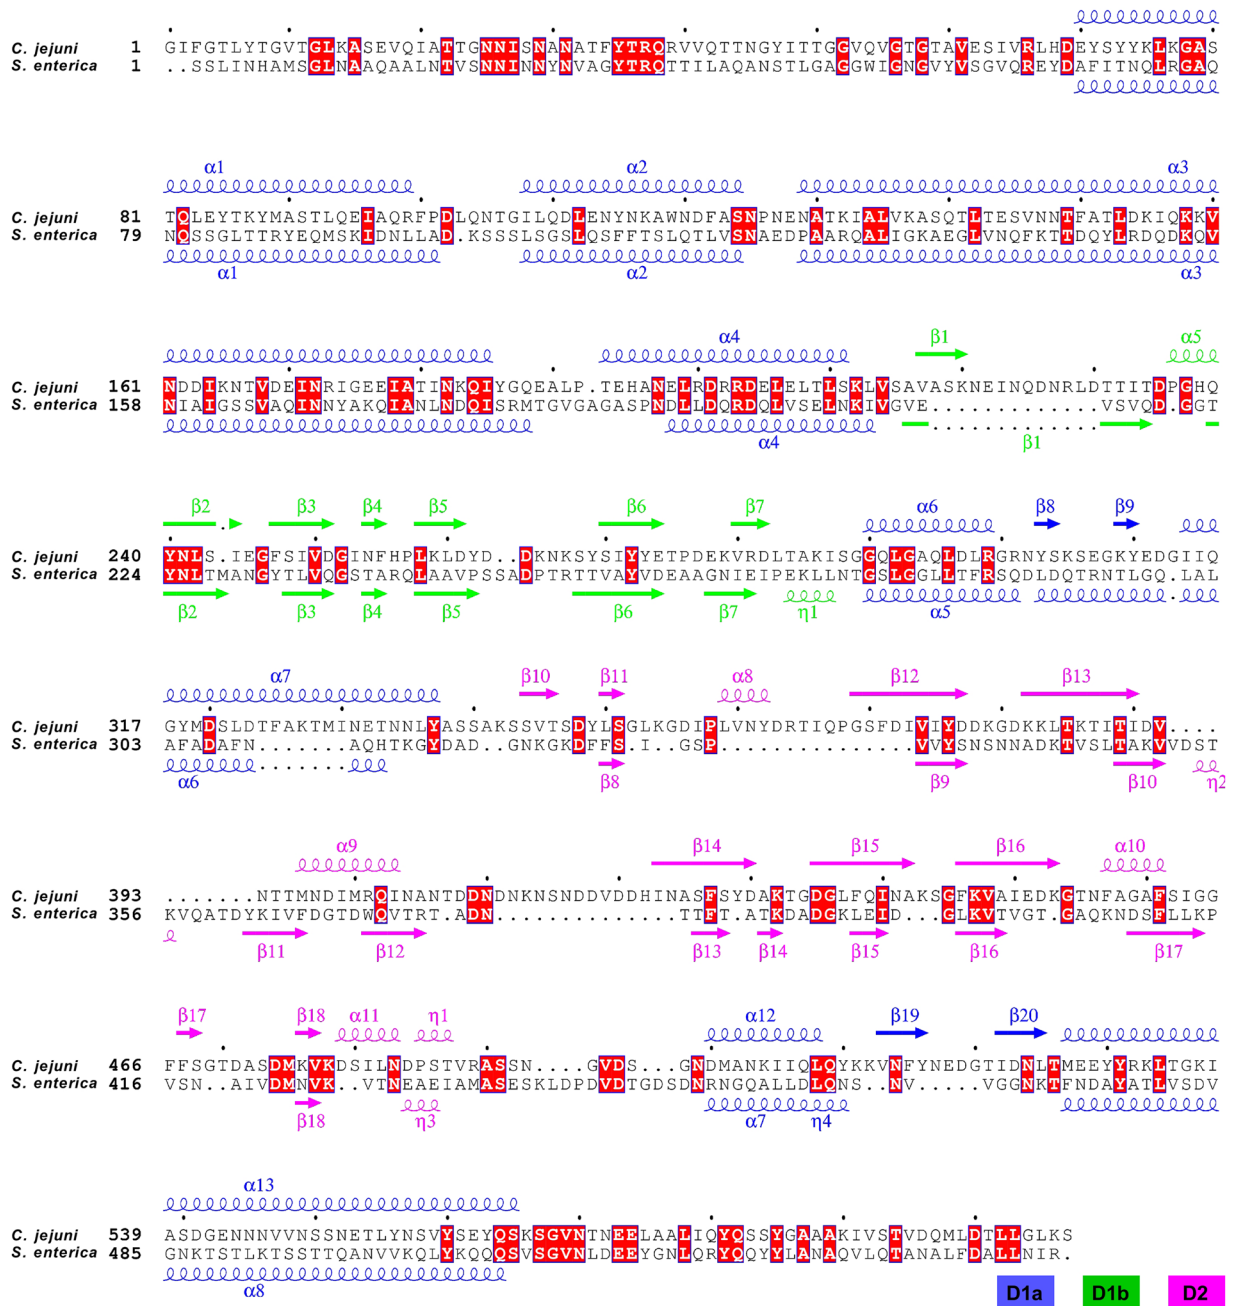 C. jejuni 1 GIFGTLYTGVTGLKASEVQIATTGNNISNANATFYTRQRVVQTTNGYITTGGVQVGTGTAVESIVRLHDEYSYYKLKGAS
S. enterica 1 ..SSLINHAMSGLNAAQAALNTVSNNINNYNVAGYTRQTTILAQANSTLGAGGWIGNGVYVSGVQREYDAFITNQLRGAQ
α1 α2 α3
C. jejuni 81 TQLEYTKYMASTLQEIAQRFPDLQNTGILQDLENYNKAWNDFASNPNENATKIALVKASQTLTESVNNTFATLDKIQKKV
S. enterica 79 NQSSGLTTRYEQMSKIDNLLAD.KSSSLSGSLQSFFTSLQTLVSNAEDPAARQALIGKAEGLVNQFKTTDQYLRDQDKQV
α1 α2 α3
α4 β1 α5
C. jejuni 161 NDDIKNTVDEINRIGEEIATINKQIYGQEALP.TEHANELRDRRDELELTLSKLVSAVASKNEINQDNRLDTTITDPGHQ
S. enterica 158 NIAIGSSVAQINNYAKQIANLNDQISRMTGVGAGASPNDLLDQRDQLVSELNKIVGVE.............VSVQD.GGT
α4 β1
β2 β3 β4 β5 β6 β7 α6 β8 β9
C. jejuni 240 YNLS.IEGFSIVDGINFHPLKLDYD..DKNKSYSIYYETPDEKVRDLTAKISGGQLGAQLDLRGRNYSKSEGKYEDGIIQ
S. enterica 224 YNLTMANGYTLVQGSTARQLAAVPSSADPTRTTVAYVDEAAGNIEIPEKLLNTGSLGGLLTFRSQDLDQTRNTLGQ.LAL
β2 β3 β4 β5 β6 β7 η1 α5
α7 β10 β11 α8 β12 β13
C. jejuni 317 GYMDSLDTFAKTMINETNNLYASSAKSSVTSDYLSGLKGDIPLVNYDRTIQPGSFDIVIYDDKGDKKLTKTITIDV....
S. enterica 303 AFADAFN.......AQHTKGYDAD..GNKGKDFFS.I..GSP...............VVYSNSNNADKTVSLTAKVVDST
α6 β8 β9 β10 η2
α9 β14 β15 β16 α10
C. jejuni 393 .......NTTMNDIMRQINANTDDNDNKNSNDDVDDHINASFSYDAKTGDGLFQINAKSGFKVAIEDKGTNFAGAFSIGG
S. enterica 356 KVQATDYKIVFDGTDWQVTRT.ADN..............TTFT.ATKDADGKLEID...GLKVTVGT.GAQKNDSFLLKP
β11 β12 β13 β14 β15 β16 β17
β17 β18 α11 η1 α12 β19 β20
C. jejuni 466 FFSGTDASDMKVKDSILNDPSTVRASSN....GVDS...GNDMANKIIQLQYKKVNFYNEDGTIDNLTMEEYYRKLTGKI
S. enterica 416 VSN..AIVDMNVK..VTNEAEIAMASESKLDPDVDTGDSDNRNGQALLDLQNS..NV.....VGGNKTFNDAYATLVSDV
β18 η3 α7 η4
α13
C. jejuni 539 ASDGENNNVVNSSNETLYNSVYSEYQSKSGVNTNEELAALIQYQSSYGAAAKIVSTVDQMLDTLLGLKS
S. enterica 485 GNKTSTLKTSSTTQANVVKQLYKQQQSVSGVNLDEEYGNLQRYQQYYLANAQVLQTANALFDALLNIR.
α8
D1a D1b D2